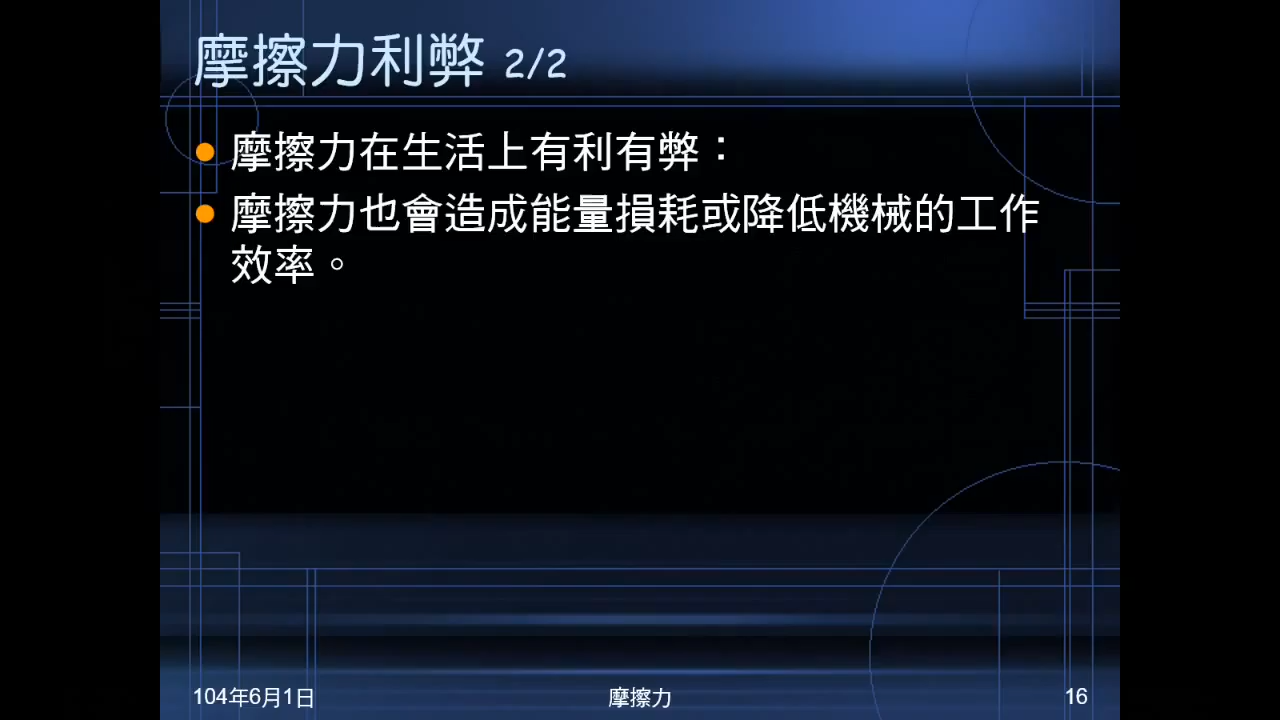 摩擦力利弊 2/2
摩擦力在生活上有利有弊：
摩擦力也會造成能量損耗或降低機械的工作
效率。
104年6月1日
摩擦力
16